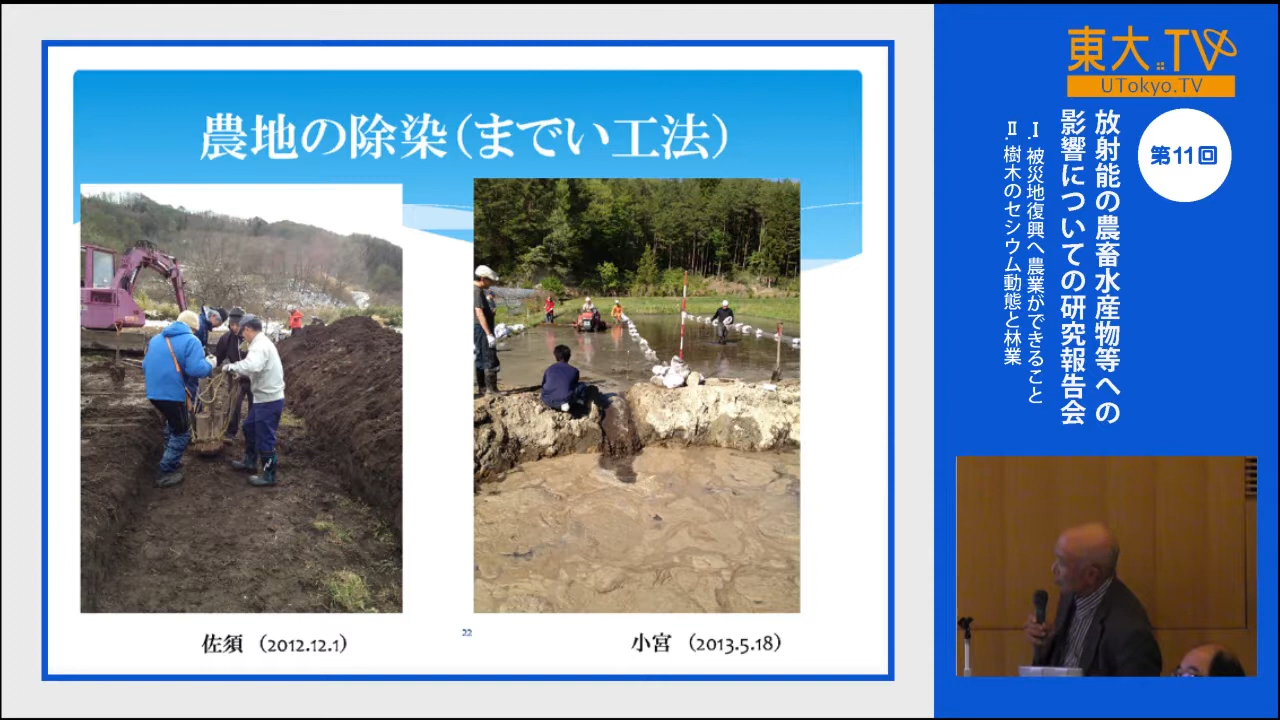 農地の除染(までい工法)
佐須 (2012.12.1)
22
小宮 (2013.5.18)
東大.TV
UTokyo.TV
第11回
放射能の農畜水産物等への
影響についての研究報告会
Ⅰ.被災地復興へ農業ができること
Ⅱ.樹木のセシウム動態と林業